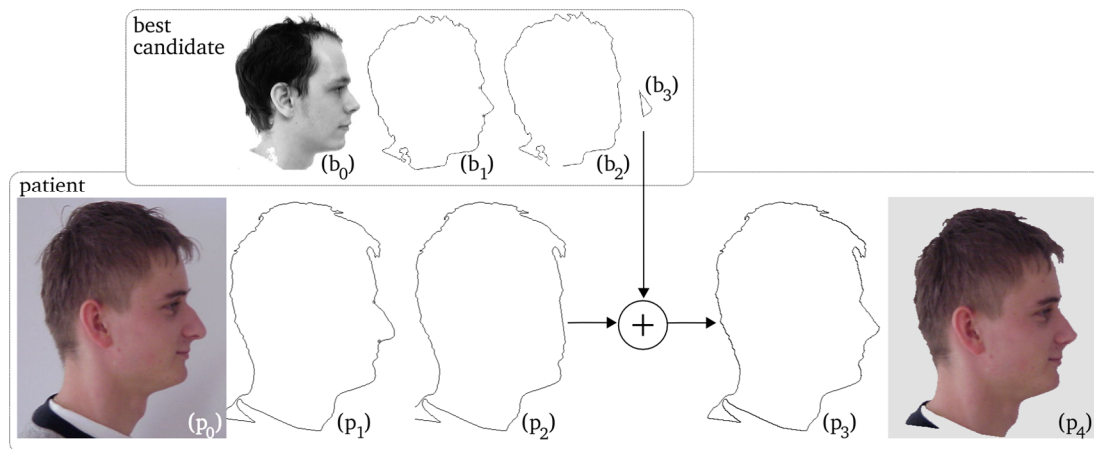 best
candidate
(b₀)
(b₁)
(b₂)
(b₃)
patient
(p₀)
(p₁)
(p₂)
+
(p₃)
(p₄)